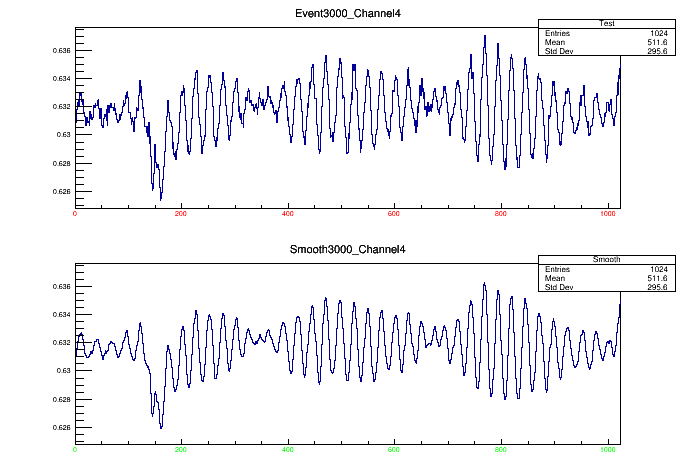 Event3000_Channel4
Test
Entries 1024
Mean 511.6
Std Dev 295.6
0.636
0.634
0.632
0.63
0.628
0.626
0 200 400 600 800 1000
Smooth3000_Channel4
Smooth
Entries 1024
Mean 511.6
Std Dev 295.6
0.636
0.634
0.632
0.63
0.628
0.626
0 200 400 600 800 1000